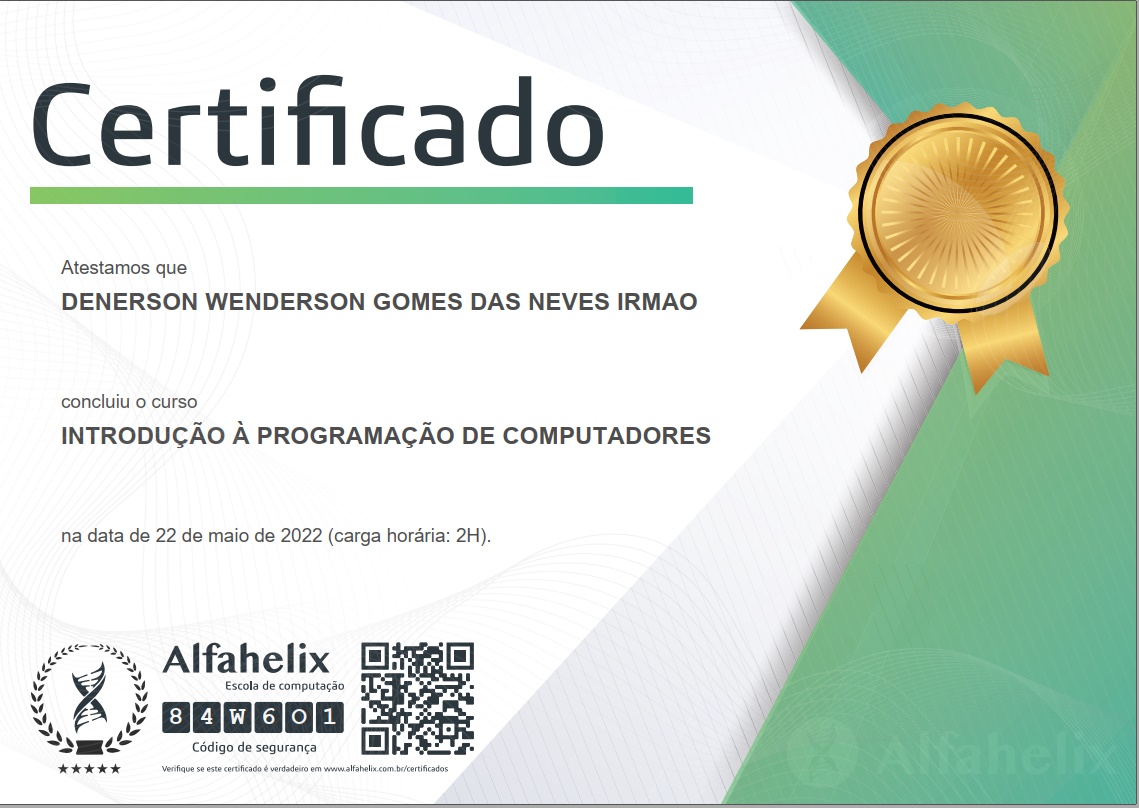 Certificado
Atestamos que
DENERSON WENDERSON GOMES DAS NEVES IRMAO
concluiu o curso
INTRODUÇÃO À PROGRAMAÇÃO DE COMPUTADORES
na data de 22 de maio de 2022 (carga horária: 2H).
Alfahelix
Escola de computação
84W6O1
Código de segurança
Verifique se este certificado é verdadeiro em www.alfahelix.com.br/certificados
Alfahelix